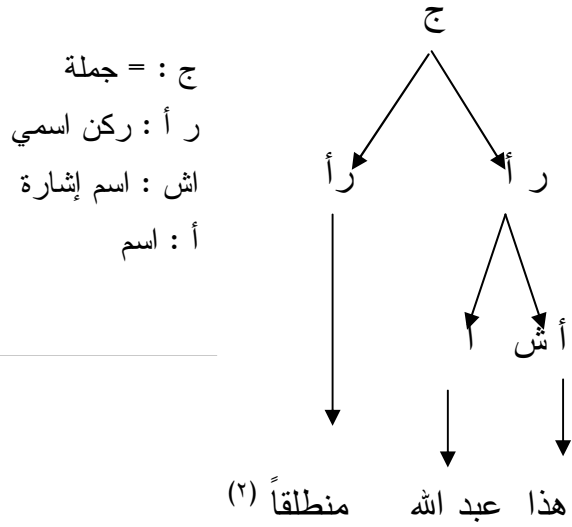 ج
ج : = جملة
ر أ : ركن اسمي
اش : اسم إشارة
أ : اسم
ر أ رأ
أ ش ا
هذا عبد الله منطلقاً (٢)